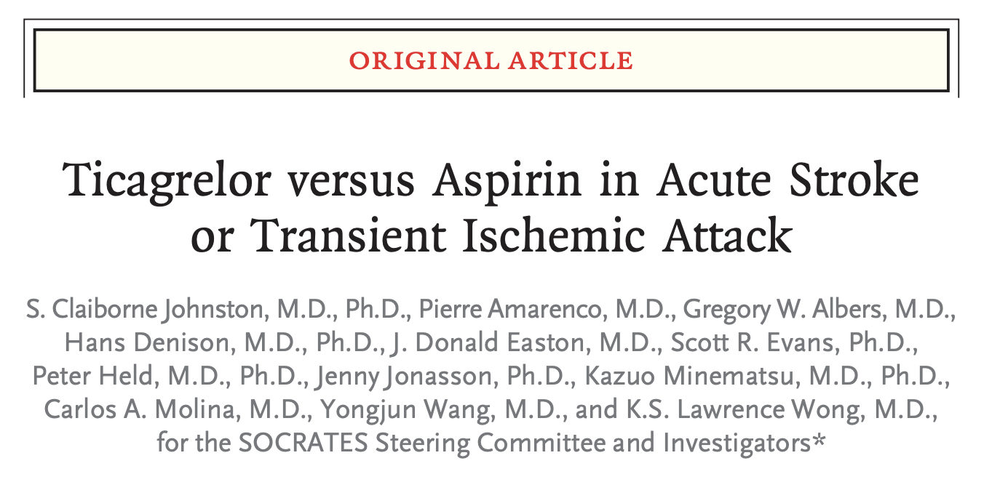 ORIGINAL ARTICLE
Ticagrelor versus Aspirin in Acute Stroke
or Transient Ischemic Attack
S. Claiborne Johnston, M.D., Ph.D., Pierre Amarenco, M.D., Gregory W. Albers, M.D.,
Hans Denison, M.D., Ph.D., J. Donald Easton, M.D., Scott R. Evans, Ph.D.,
Peter Held, M.D., Ph.D., Jenny Jonasson, Ph.D., Kazuo Minematsu, M.D., Ph.D.,
Carlos A. Molina, M.D., Yongjun Wang, M.D., and K.S. Lawrence Wong, M.D.,
for the SOCRATES Steering Committee and Investigators*